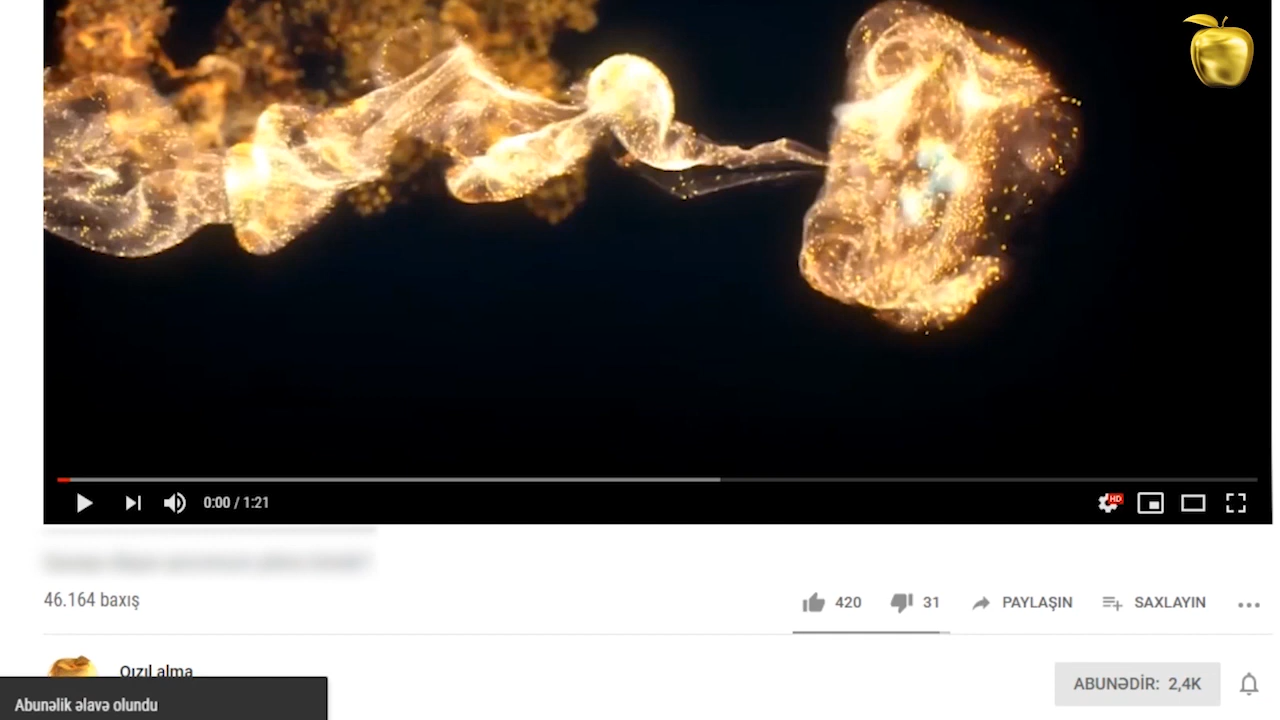 0:00 / 1:21
HD
46.164 baxış
420
31
PAYLAŞIN
SAXLAYIN
Qızıl alma
ABUNƏDİR: 2,4K
Abunəlik əlavə olundu